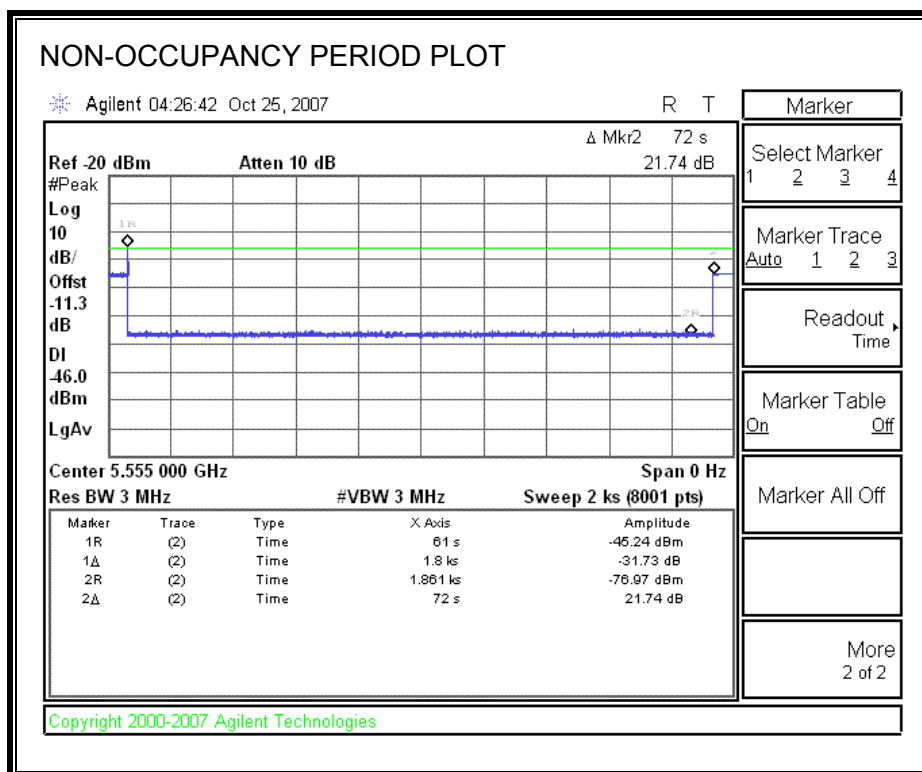 NON-OCCUPANCY PERIOD PLOT
Agilent 04:26:42 Oct 25, 2007 R T
Δ Mkr2 72 s
Ref -20 dBm Atten 10 dB 21.74 dB
#Peak
Log
10
dB/
Offst
-11.3
dB
DI
-46.0
dBm
LgAv
1R
2
2R
Center 5.555 000 GHz Span 0 Hz
Res BW 3 MHz #VBW 3 MHz Sweep 2 ks (8001 pts)
Marker Trace Type X Axis Amplitude
1R (2) Time 61 s -45.24 dBm
1Δ (2) Time 1.8 ks -31.73 dB
2R (2) Time 1.861 ks -76.97 dBm
2Δ (2) Time 72 s 21.74 dB
Copyright 2000-2007 Agilent Technologies
Marker
Select Marker
1 2 3 4
Marker Trace
Auto 1 2 3
Readout
Time
Marker Table
On Off
Marker All Off
More
2 of 2